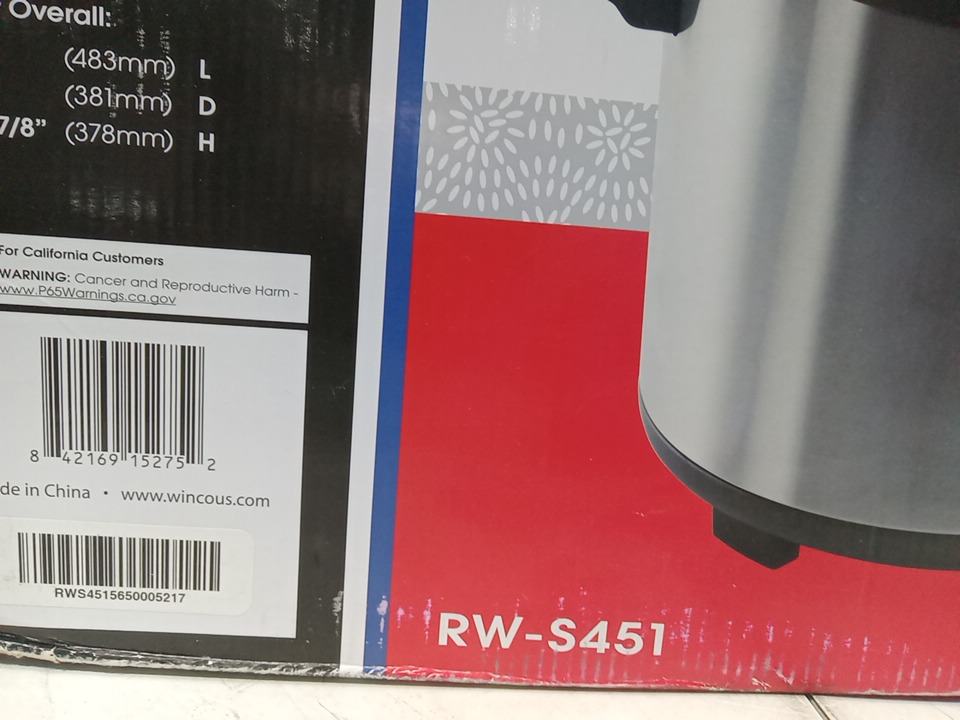 Overall:
(483mm) L
(381mm) D
7/8” (378mm) H
For California Customers
WARNING: Cancer and Reproductive Harm -
www.P65Warnings.ca.gov
8 42169 15275 2
de in China • www.wincous.com
RWS4515650005217
RW-S451